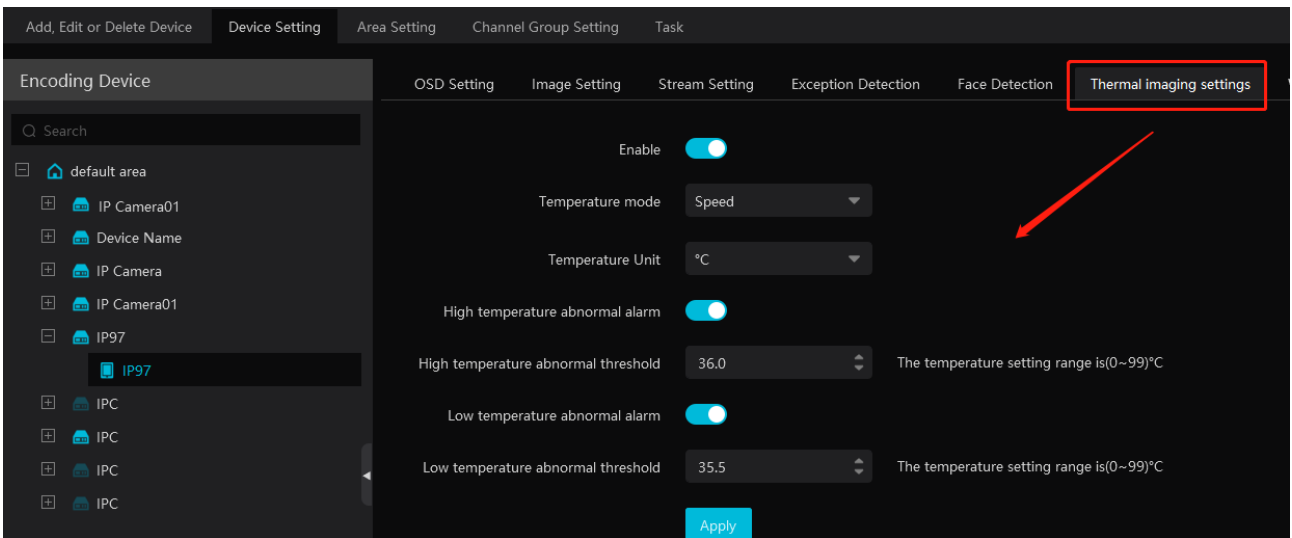 Add, Edit or Delete Device Device Setting Area Setting Channel Group Setting Task
Encoding Device
Search
default area
IP Camera01
Device Name
IP Camera
IP Camera01
IP97
IP97
IPC
IPC
IPC
IPC
OSD Setting Image Setting Stream Setting Exception Detection Face Detection Thermal imaging settings
Enable
Temperature mode Speed
Temperature Unit °C
High temperature abnormal alarm
High temperature abnormal threshold 36.0 The temperature setting range is(0~99)°C
Low temperature abnormal alarm
Low temperature abnormal threshold 35.5 The temperature setting range is(0~99)°C
Apply